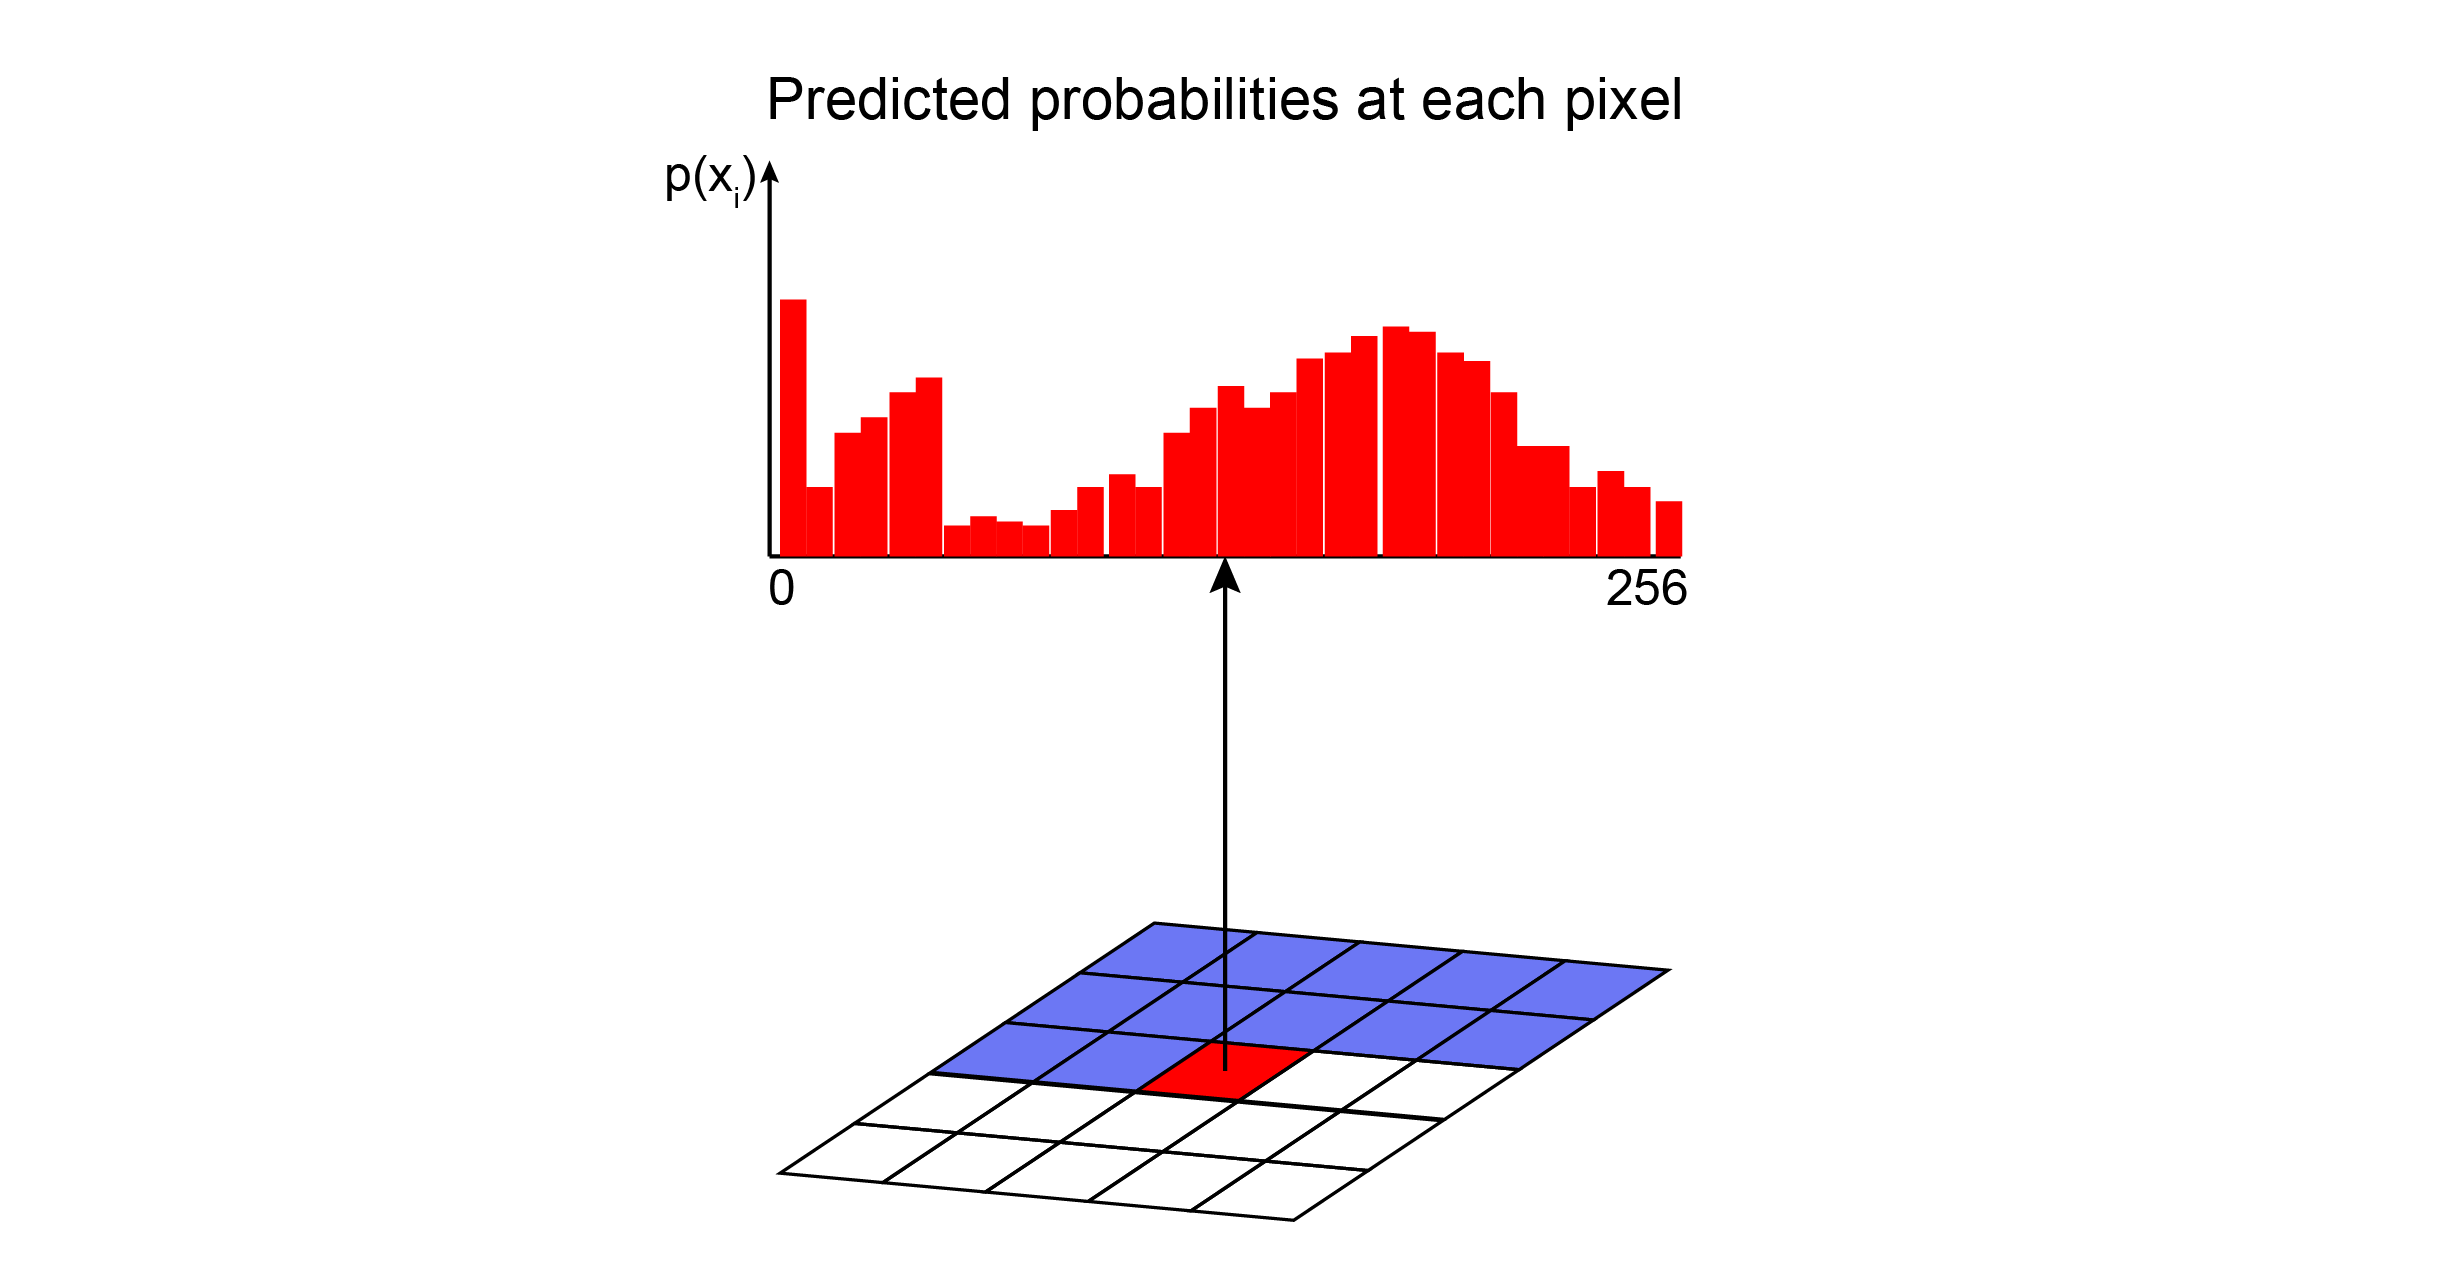 Predicted probabilities at each pixel
p(xᵢ)
0 256